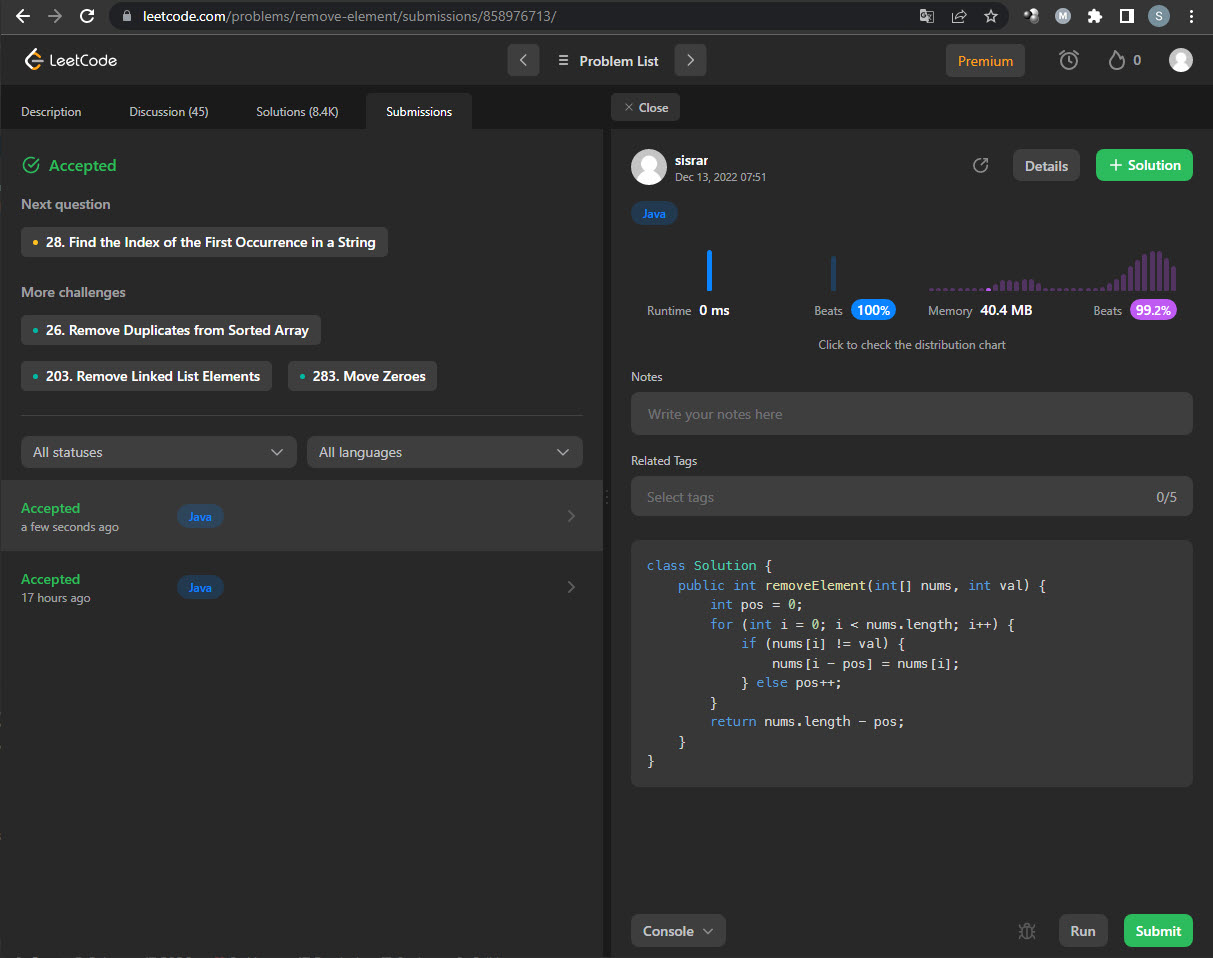 leetcode.com/problems/remove-element/submissions/858976713/
M
S
LeetCode
Problem List
Premium
0
Description
Discussion (45)
Solutions (8.4K)
Submissions
Close
Accepted
Next question
28. Find the Index of the First Occurrence in a String
More challenges
26. Remove Duplicates from Sorted Array
203. Remove Linked List Elements
283. Move Zeroes
All statuses
All languages
Accepted
a few seconds ago
Java
Accepted
17 hours ago
Java
sisrar
Dec 13, 2022 07:51
Details
+ Solution
Java
Runtime 0 ms
Beats 100%
Memory 40.4 MB
Beats 99.2%
Click to check the distribution chart
Notes
Write your notes here
Related Tags
Select tags
0/5
class Solution {
    public int removeElement(int[] nums, int val) {
        int pos = 0;
        for (int i = 0; i < nums.length; i++) {
            if (nums[i] != val) {
                nums[i - pos] = nums[i];
            } else pos++;
        }
        return nums.length - pos;
    }
}
Console
Run
Submit